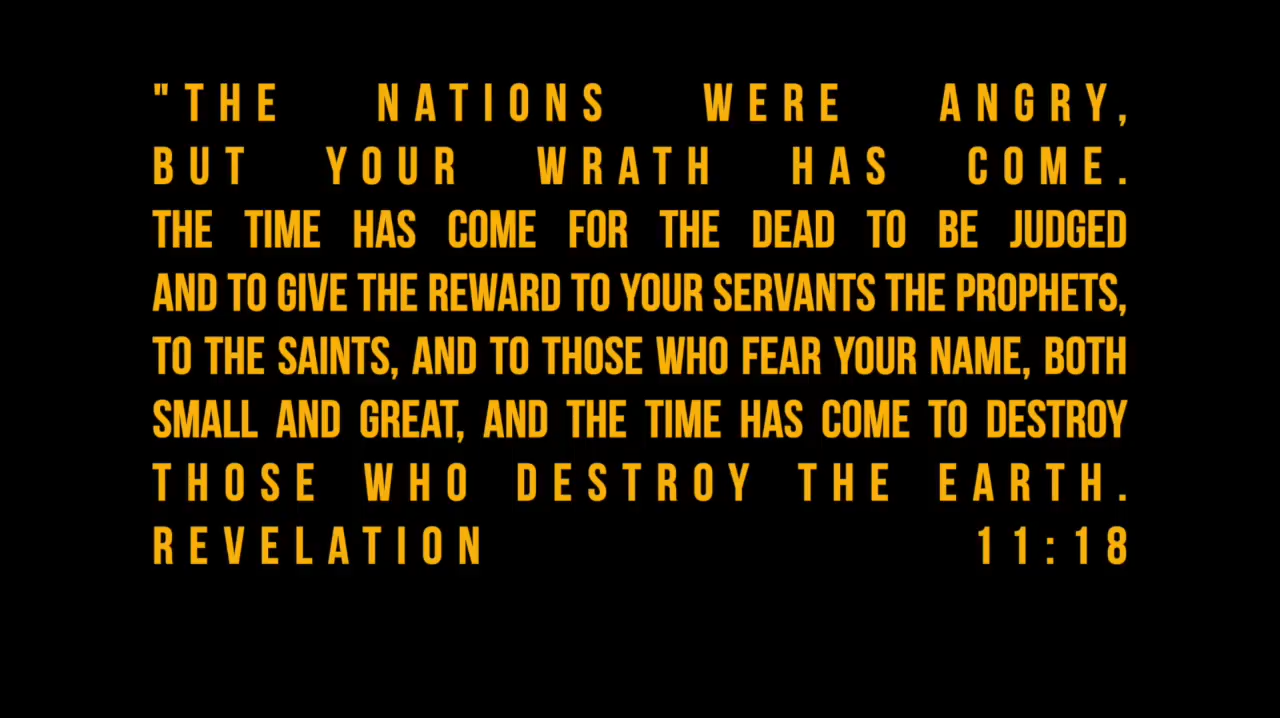 "THE NATIONS WERE ANGRY,
BUT YOUR WRATH HAS COME.
THE TIME HAS COME FOR THE DEAD TO BE JUDGED
AND TO GIVE THE REWARD TO YOUR SERVANTS THE PROPHETS,
TO THE SAINTS, AND TO THOSE WHO FEAR YOUR NAME, BOTH
SMALL AND GREAT, AND THE TIME HAS COME TO DESTROY
THOSE WHO DESTROY THE EARTH.
REVELATION 11:18